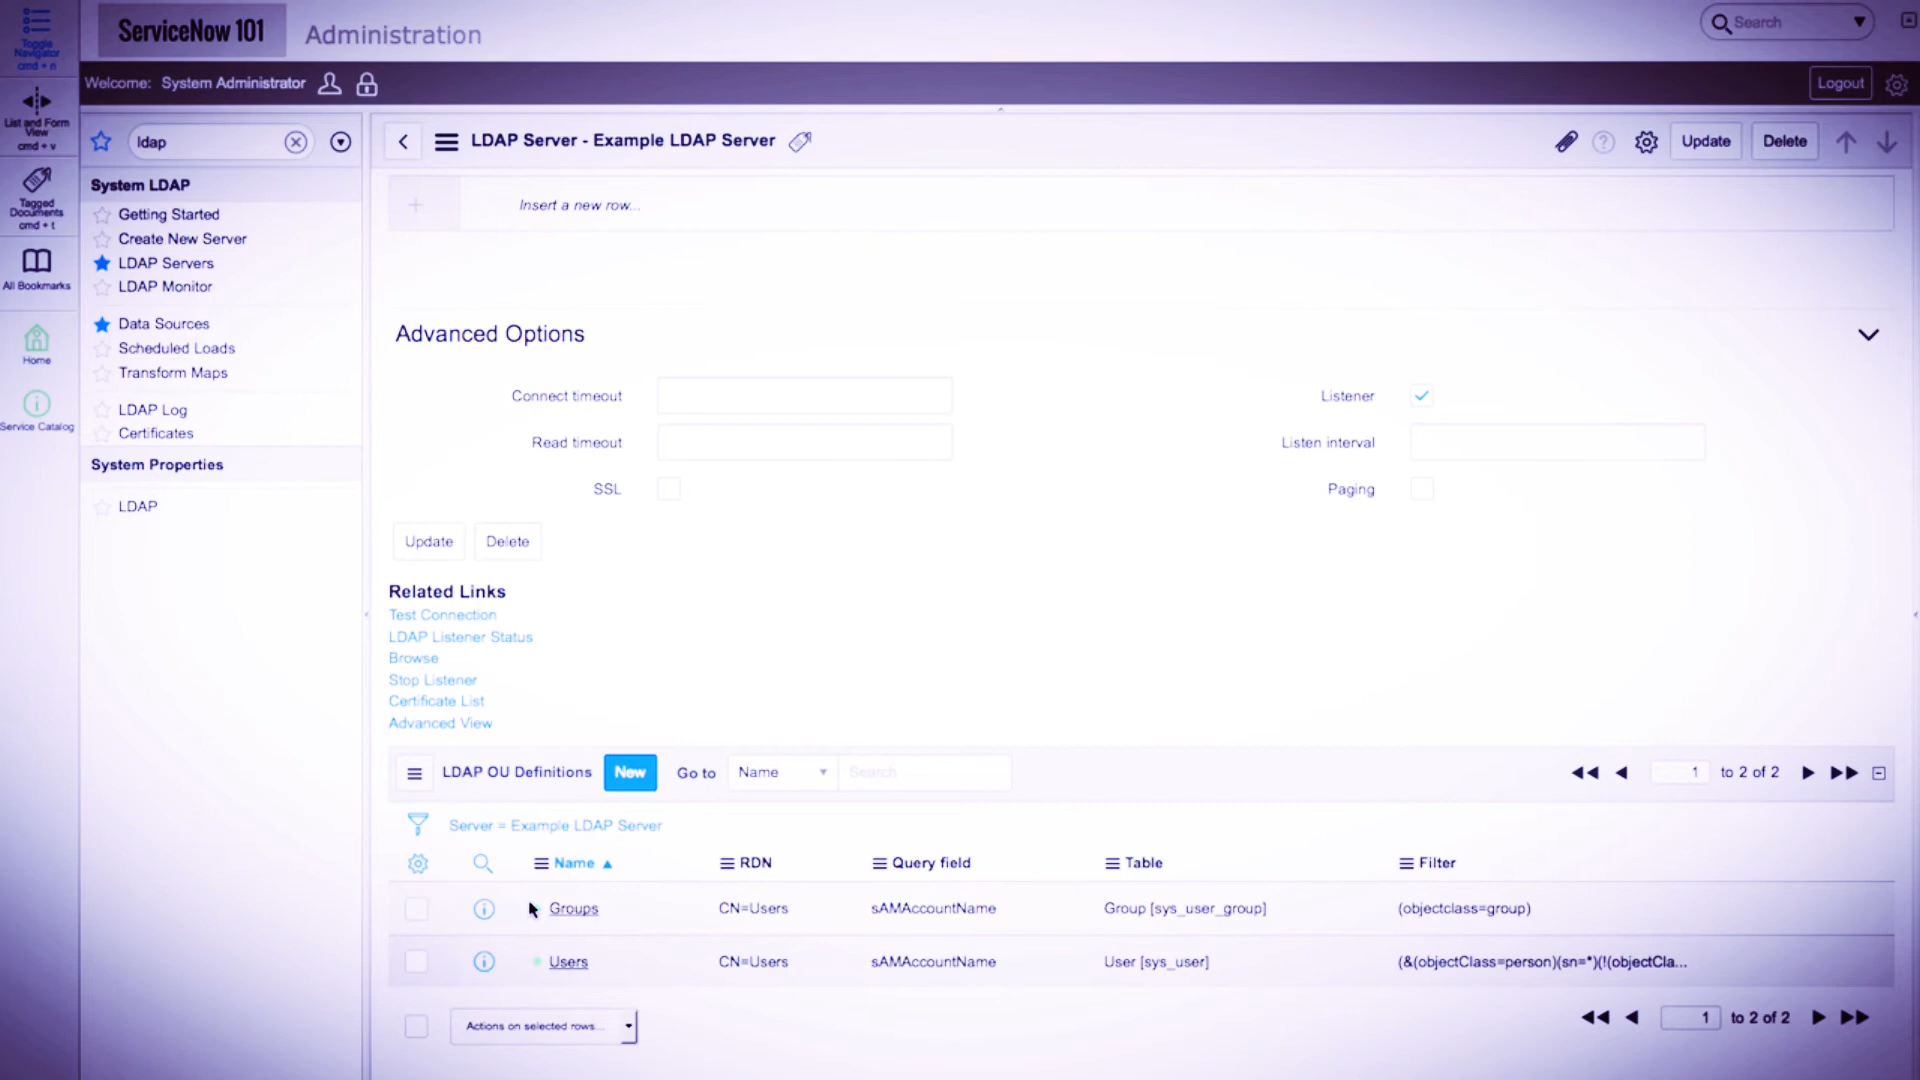 Toggle
Navigator
cmd + n
ServiceNow 101
Administration
Search
Welcome: System Administrator
Logout
List and Form
View
cmd + v
ldap
LDAP Server - Example LDAP Server
Update
Delete
Tagged
Documents
cmd + t
All Bookmarks
Home
Service Catalog
System LDAP
Getting Started
Create New Server
LDAP Servers
LDAP Monitor
Data Sources
Scheduled Loads
Transform Maps
LDAP Log
Certificates
System Properties
LDAP
Insert a new row...
Advanced Options
Connect timeout
Listener
Read timeout
Listen interval
SSL
Paging
Update
Delete
Related Links
Test Connection
LDAP Listener Status
Browse
Stop Listener
Certificate List
Advanced View
LDAP OU Definitions New Go to Name Search 1 to 2 of 2
Server = Example LDAP Server
Name RDN Query field Table Filter
Groups CN=Users sAMAccountName Group [sys_user_group] (objectclass=group)
Users CN=Users sAMAccountName User [sys_user] (&(objectClass=person)(sn=*)(!(objectCla...
Actions on selected rows... 1 to 2 of 2